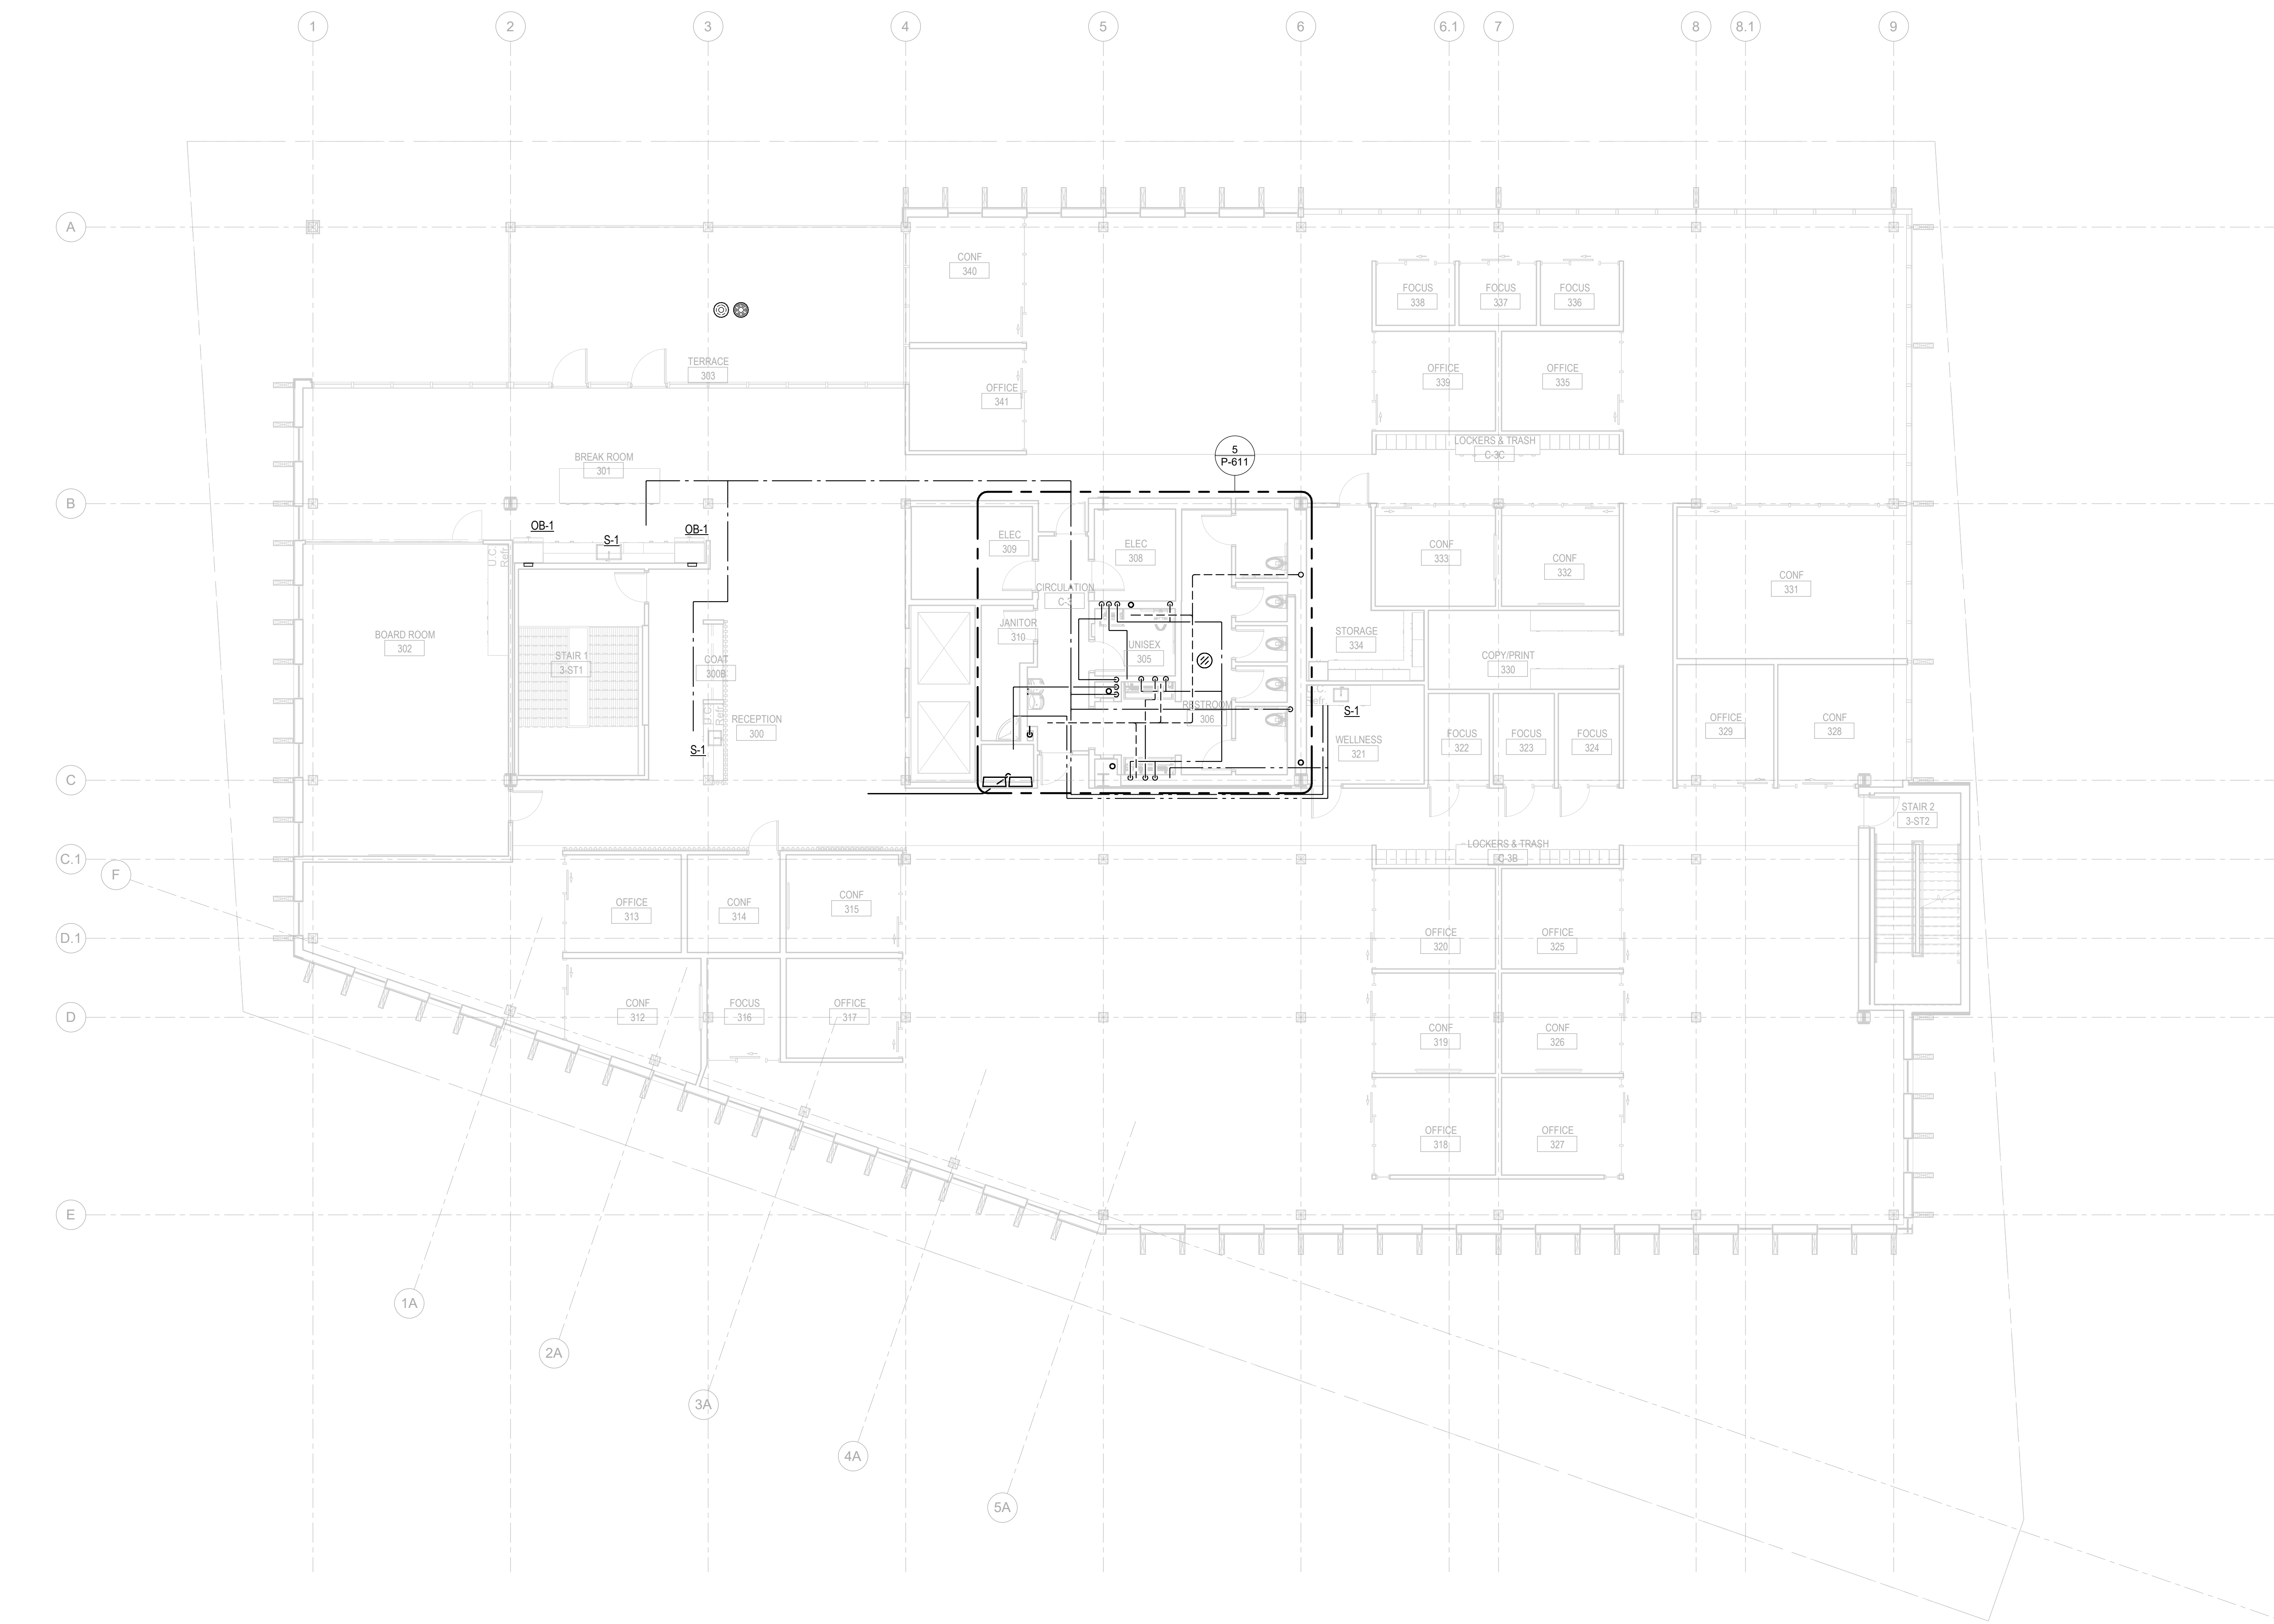 1
2
3
4
5
6
6.1
7
8
8.1
9
A
CONF
340
FOCUS
338
FOCUS
337
FOCUS
336
TERRACE
303
OFFICE
341
OFFICE
339
OFFICE
335
LOCKERS & TRASH
C-3C
5
P-611
BREAK ROOM
301
B
OB-1
S-1
OB-1
U.C.
Refr.
ELEC
309
ELEC
308
CONF
333
CONF
332
CONF
331
CIRCULATION
C-3
BOARD ROOM
302
STAIR 1
3-ST1
COAT
300B
JANITOR
310
UNISEX
305
STORAGE
334
COPY/PRINT
330
RECEPTION
300
U.C.
Refr.
S-1
RESTROOM
306
S-1
WELLNESS
321
FOCUS
322
FOCUS
323
FOCUS
324
OFFICE
329
CONF
328
C
STAIR 2
3-ST2
C.1
F
LOCKERS & TRASH
C-3B
OFFICE
313
CONF
314
CONF
315
D.1
OFFICE
320
OFFICE
325
D
CONF
312
FOCUS
316
OFFICE
317
CONF
319
CONF
326
OFFICE
318
OFFICE
327
E
1A
2A
3A
4A
5A